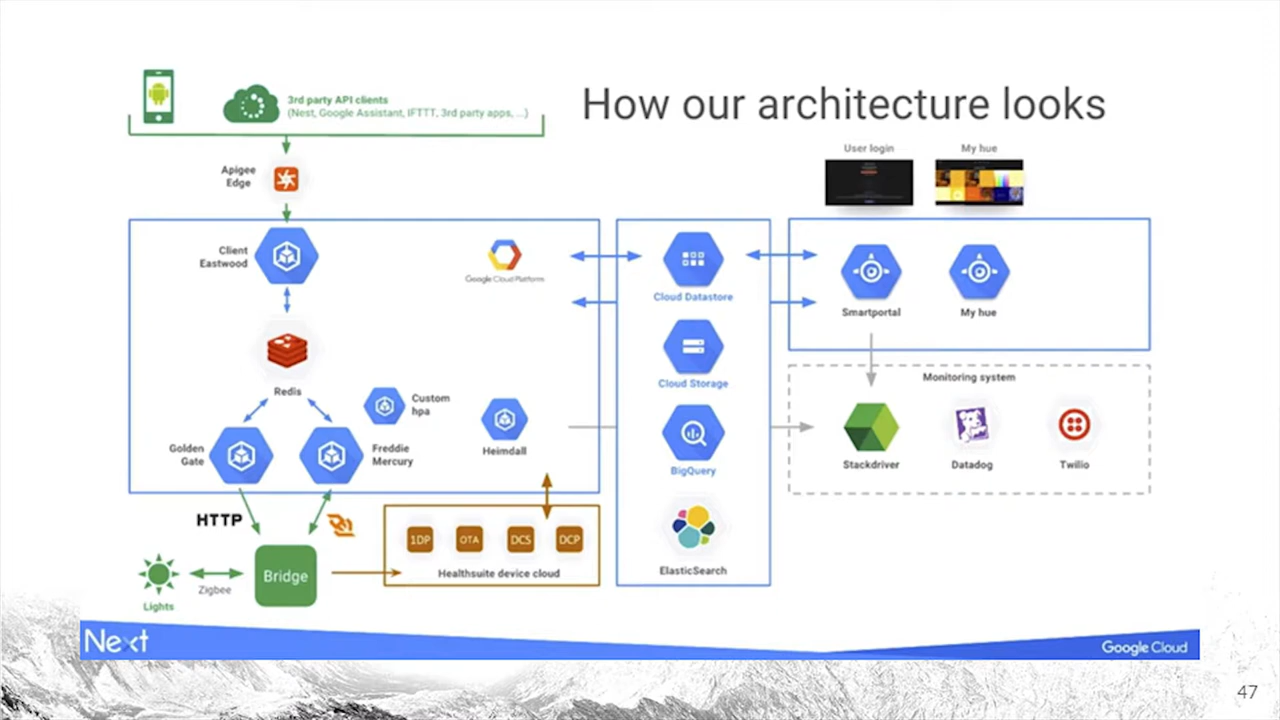 How our architecture looks
3rd party API clients
(Nest, Google Assistant, IFTTT, 3rd party apps, ...)
Apigee
Edge
User login
My hue
Client
Eastwood
Google Cloud Platform
Cloud Datastore
Smartportal
My hue
Redis
Cloud Storage
Monitoring system
Custom
hpa
Golden
Gate
Freddie
Mercury
Heimdall
BigQuery
Stackdriver
Datadog
Twilio
HTTP
1DP
OTA
DCS
DCP
Healthsuite device cloud
ElasticSearch
Bridge
Zigbee
Lights
Next
Google Cloud
47